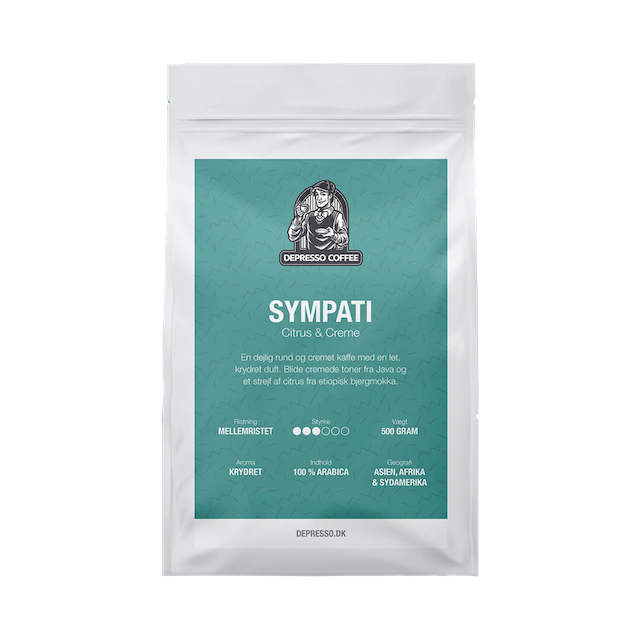 DEPRESSO COFFEE
SYMPATI
Citrus & Creme
En dejlig rund og cremet kaffe med en let,
krydret duft. Blide cremede toner fra Java og
et strejf af citrus fra etiopisk bjergmokka.
Ristning
MELLEMRISTET
Styrke
Vægt
500 GRAM
Aroma
KRYDRET
Indhold
100 % ARABICA
Geografi
ASIEN, AFRIKA
& SYDAMERIKA
DEPRESSO.DK